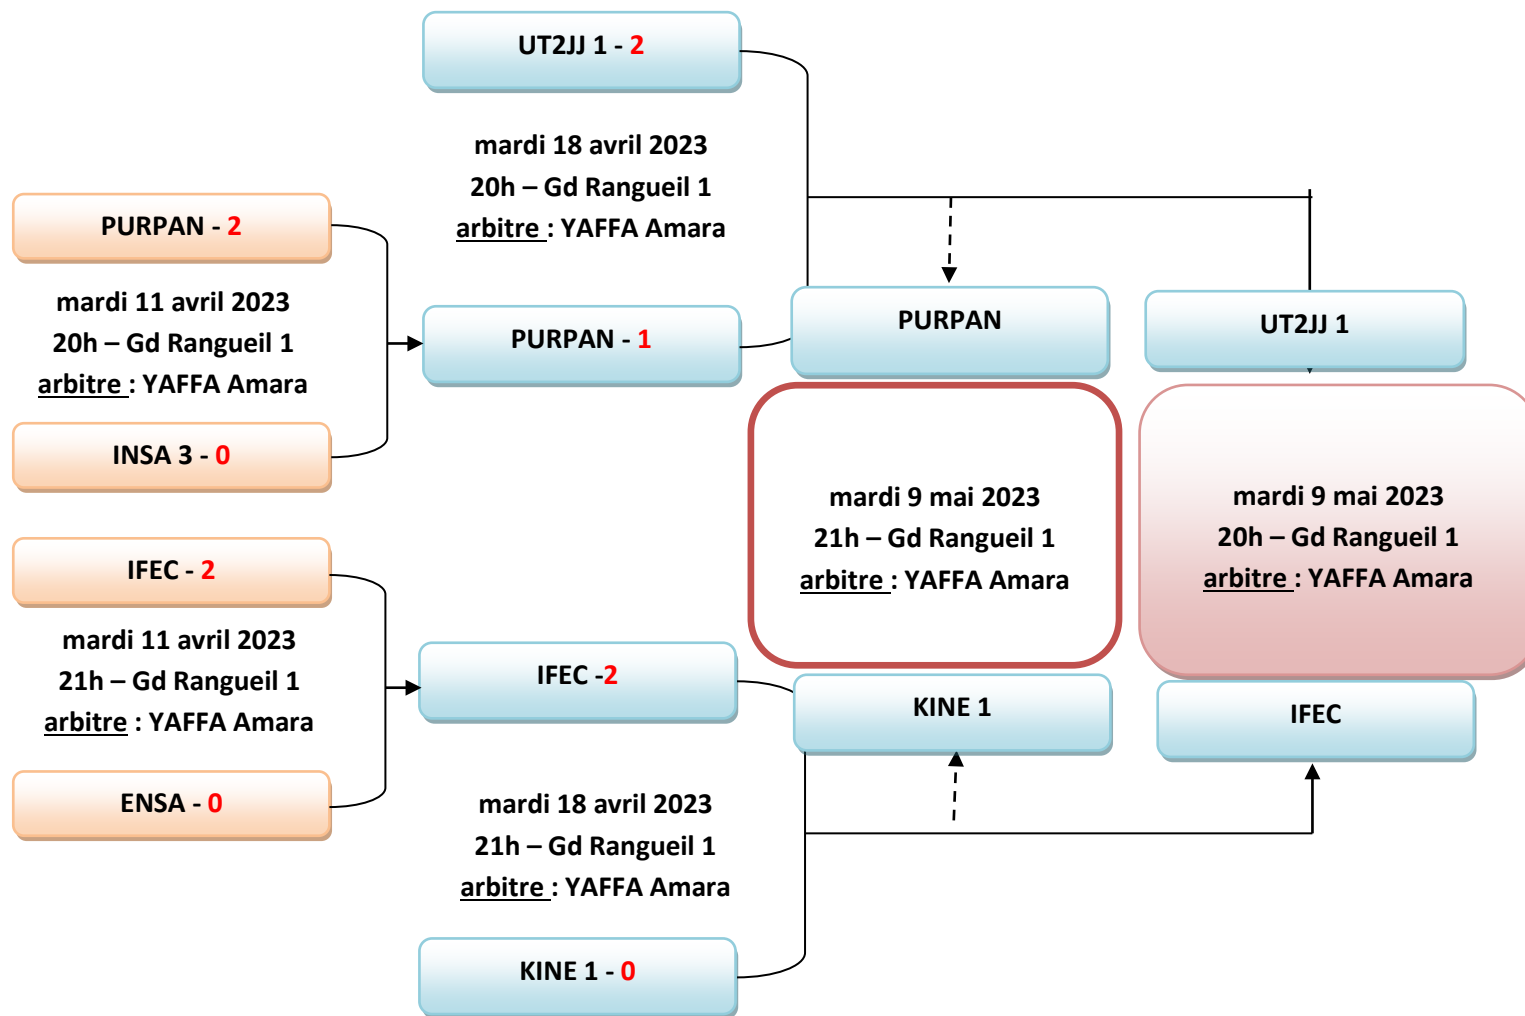 UT2JJ 1 - 2
mardi 18 avril 2023
20h – Gd Rangueil 1
arbitre : YAFFA Amara
PURPAN - 2
mardi 11 avril 2023
20h – Gd Rangueil 1
arbitre : YAFFA Amara
INSA 3 - 0
PURPAN - 1
PURPAN
UT2JJ 1
mardi 9 mai 2023
21h – Gd Rangueil 1
arbitre : YAFFA Amara
mardi 9 mai 2023
20h – Gd Rangueil 1
arbitre : YAFFA Amara
IFEC - 2
mardi 11 avril 2023
21h – Gd Rangueil 1
arbitre : YAFFA Amara
ENSA - 0
IFEC -2
KINE 1
IFEC
mardi 18 avril 2023
21h – Gd Rangueil 1
arbitre : YAFFA Amara
KINE 1 - 0